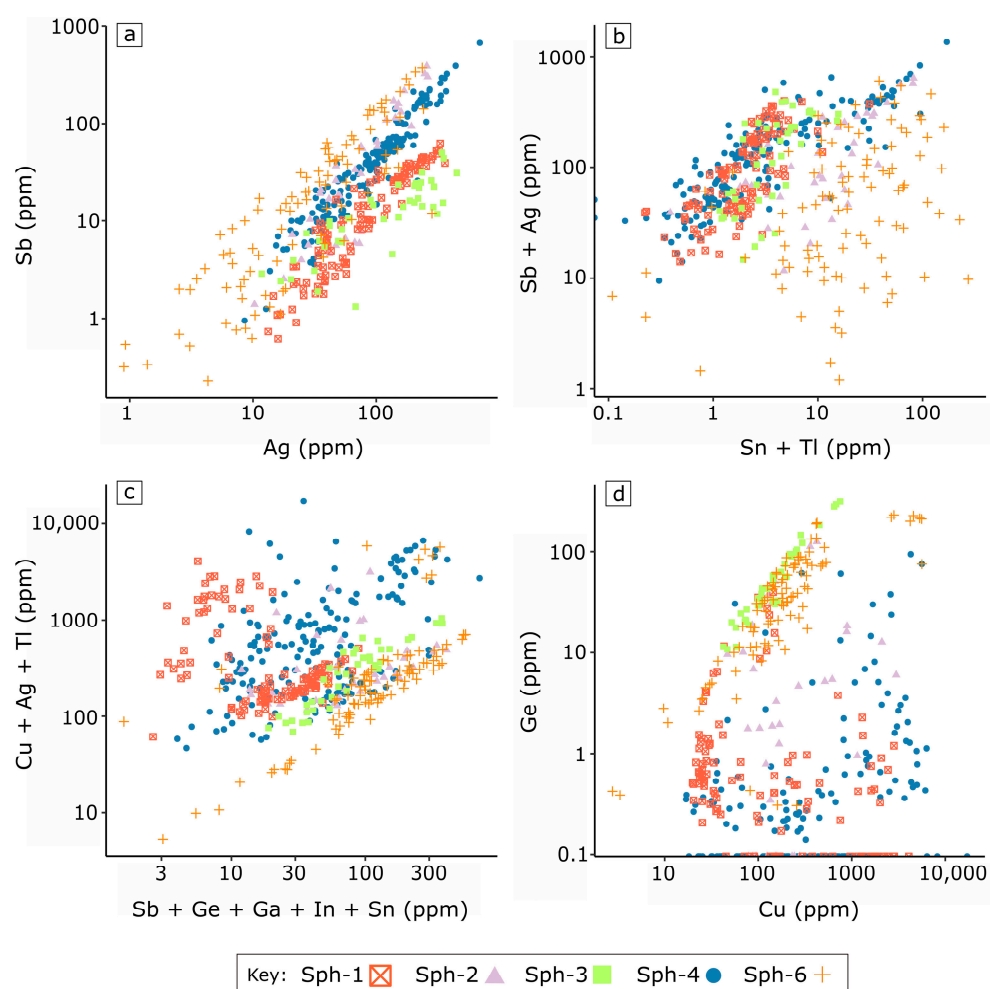 a
1000
100
10
1
Sb (ppm)
1
10
100
Ag (ppm)
b
1000
100
10
1
Sb + Ag (ppm)
0.1
1
10
100
Sn + Tl (ppm)
c
10,000
1000
100
10
Cu + Ag + Tl (ppm)
3
10
30
100
300
Sb + Ge + Ga + In + Sn (ppm)
d
100
10
1
0.1
Ge (ppm)
10
100
1000
10,000
Cu (ppm)
Key: Sph-1 Sph-2 Sph-3 Sph-4 Sph-6